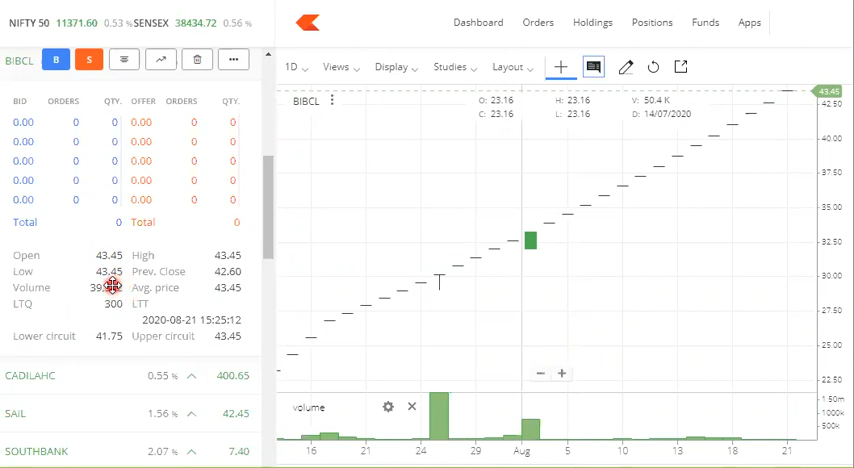 NIFTY 50 11371.60 0.53 % SENSEX 38434.72 0.56 %
Dashboard Orders Holdings Positions Funds Apps
BIBCL B S ...
1D Views Display Studies Layout
BID ORDERS QTY. OFFER ORDERS QTY.
0.00 0 0 0.00 0 0
0.00 0 0 0.00 0 0
0.00 0 0 0.00 0 0
0.00 0 0 0.00 0 0
0.00 0 0 0.00 0 0
Total 0 Total 0
Open 43.45 High 43.45
Low 43.45 Prev. Close 42.60
Volume Avg. price 43.45
LTQ 300 LTT
2020-08-21 15:25:12
Lower circuit 41.75 Upper circuit 43.45
CADILAHC 0.55 % 400.65
SAIL 1.56 % 42.45
SOUTHBANK 2.07 % 7.40
BIBCL
O: 23.16 H: 23.16 V: 50.4 K
C: 23.16 L: 23.16 D: 14/07/2020
43.45
42.50
40.00
37.50
35.00
32.50
30.00
27.50
25.00
22.50
volume
1.50m
1000k
500k
16 21 24 29 Aug 5 10 13 18 21